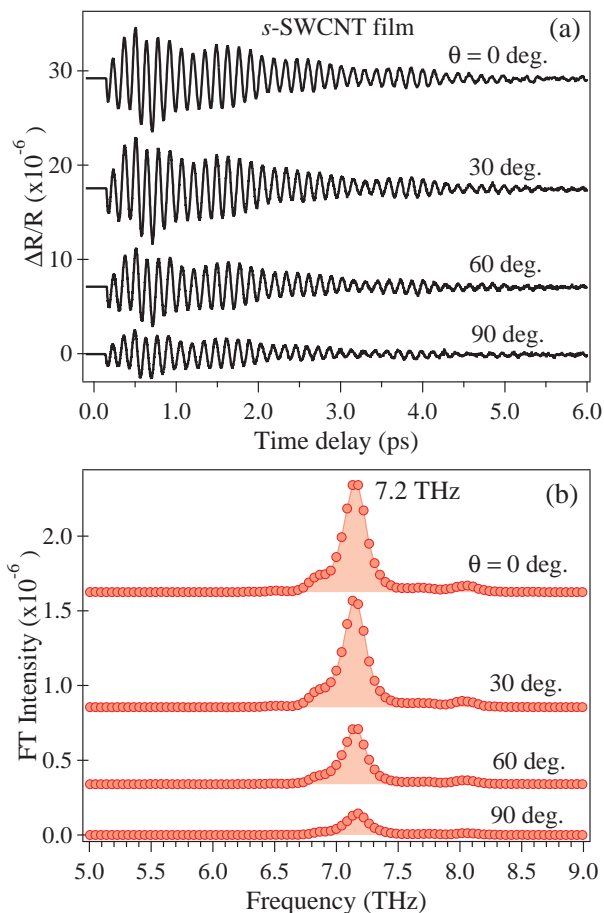 s-SWCNT film
(a)
θ = 0 deg.
30 deg.
60 deg.
90 deg.
30
20
10
0
ΔR/R (x10⁻⁶)
0.0 1.0 2.0 3.0 4.0 5.0 6.0
Time delay (ps)
7.2 THz
(b)
θ = 0 deg.
30 deg.
60 deg.
90 deg.
2.0
1.5
1.0
0.5
0.0
FT Intensity (x10⁻⁶)
5.0 5.5 6.0 6.5 7.0 7.5 8.0 8.5 9.0
Frequency (THz)